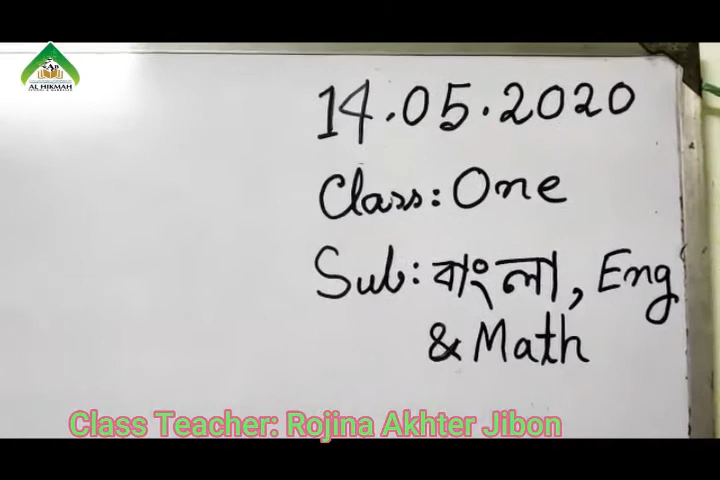 AL HIKMAH
14.05.2020
Class: One
Sub: বাংলা, Eng
& Math
Class Teacher: Rojina Akhter Jibon